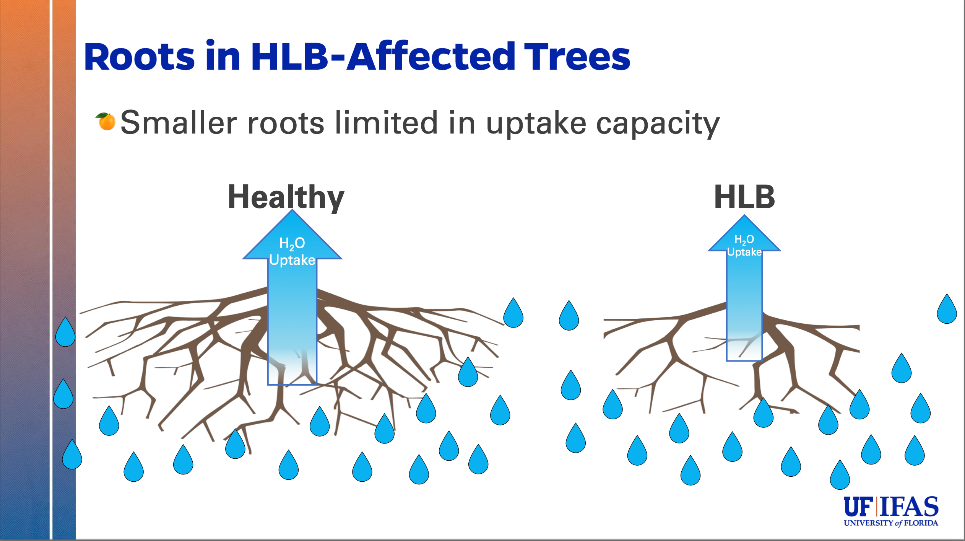 Roots in HLB-Affected Trees
Smaller roots limited in uptake capacity
Healthy
H₂O
Uptake
HLB
H₂O
Uptake
UF|IFAS
UNIVERSITY of FLORIDA